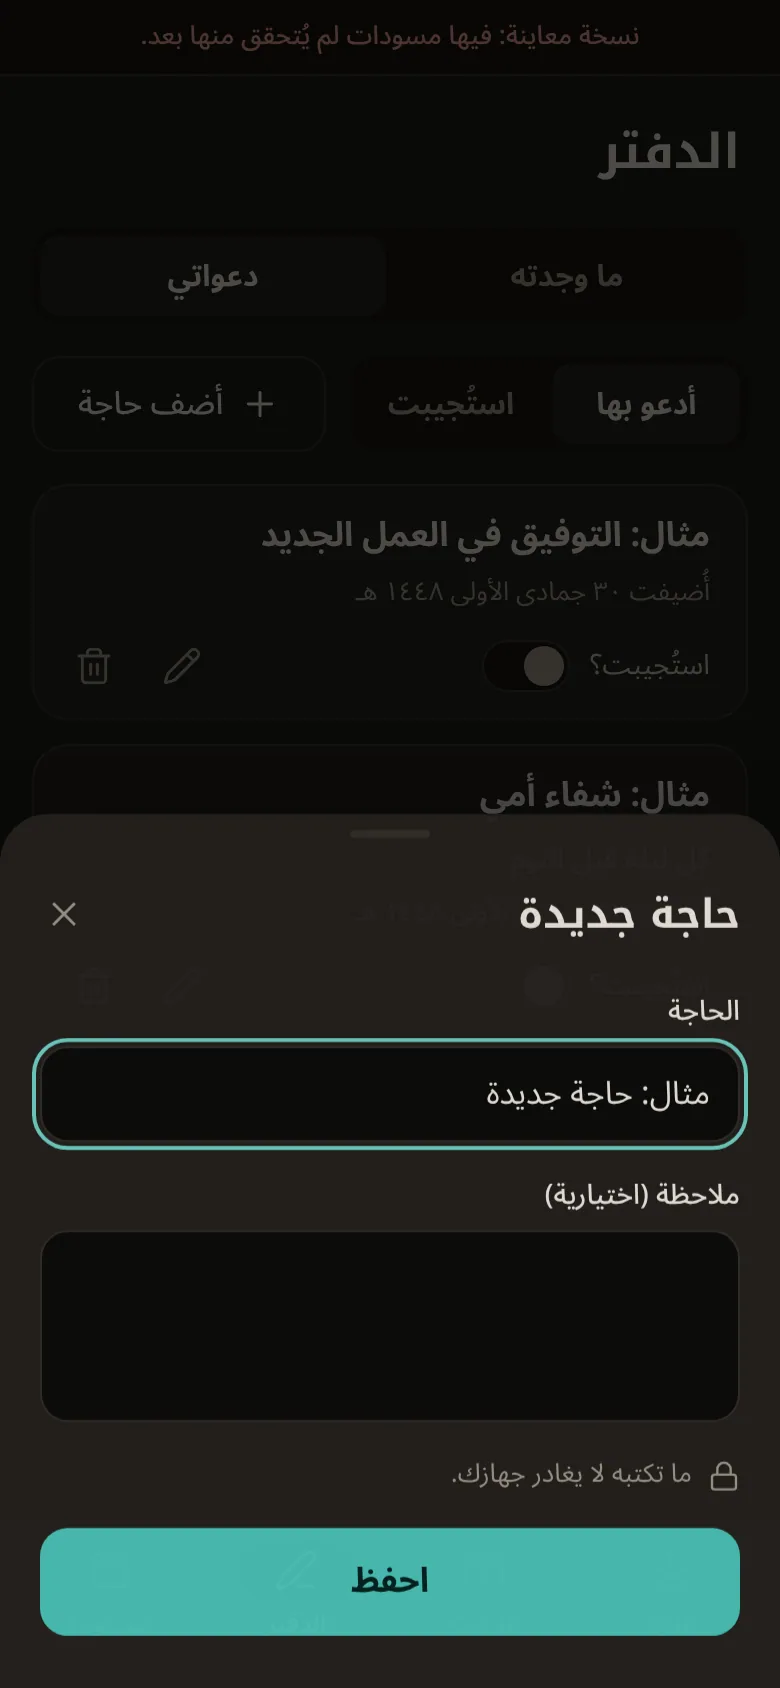 نسخة معاينة: فيها مسودات لم يُتحقق منها بعد.
الدفتر
ما وجدته
دعواتي
أدعو بها
استُجيبت
أضف حاجة
مثال: التوفيق في العمل الجديد
أُضيفت ٣٠ جمادى الأولى ١٤٤٨ هـ
استُجيبت؟
مثال: شفاء أمي
حاجة جديدة
الحاجة
مثال: حاجة جديدة
ملاحظة (اختيارية)
ما تكتبه لا يغادر جهازك.
احفظ